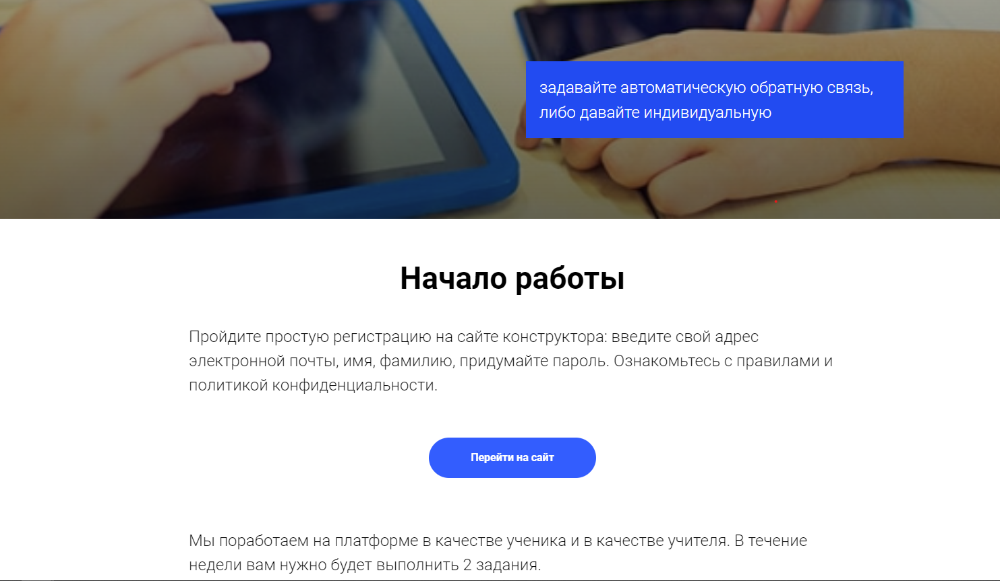 задавайте автоматическую обратную связь,
либо давайте индивидуальную
Начало работы
Пройдите простую регистрацию на сайте конструктора: введите свой адрес
электронной почты, имя, фамилию, придумайте пароль. Ознакомьтесь с правилами и
политикой конфиденциальности.
Перейти на сайт
Мы поработаем на платформе в качестве ученика и в качестве учителя. В течение
недели вам нужно будет выполнить 2 задания.